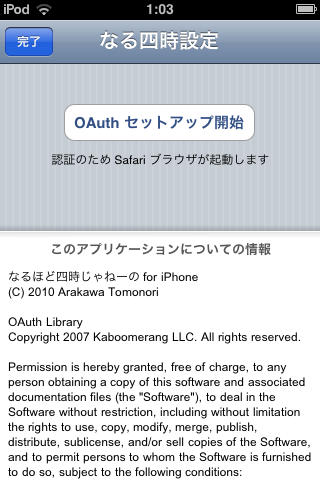 iPod 1:03
完了 なる四時設定
OAuth セットアップ開始
認証のため Safari ブラウザが起動します
このアプリケーションについての情報
なるほど四時じゃねーの for iPhone
(C) 2010 Arakawa Tomonori
OAuth Library
Copyright 2007 Kaboomerang LLC. All rights reserved.
Permission is hereby granted, free of charge, to any
person obtaining a copy of this software and associated
documentation files (the "Software"), to deal in the
Software without restriction, including without limitation
the rights to use, copy, modify, merge, publish,
distribute, sublicense, and/or sell copies of the Software,
and to permit persons to whom the Software is furnished
to do so, subject to the following conditions: